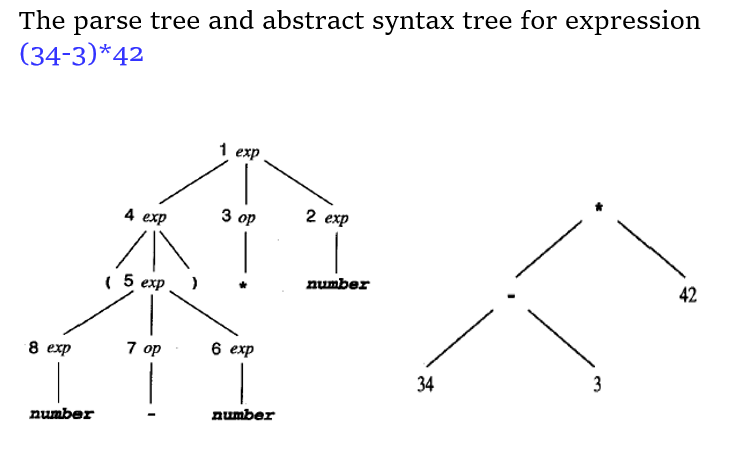 The parse tree and abstract syntax tree for expression
(34-3)*42
1 exp
4 exp 3 op 2 exp *
( 5 exp ) * number - 42
8 exp 7 op 6 exp
34 3
number - number